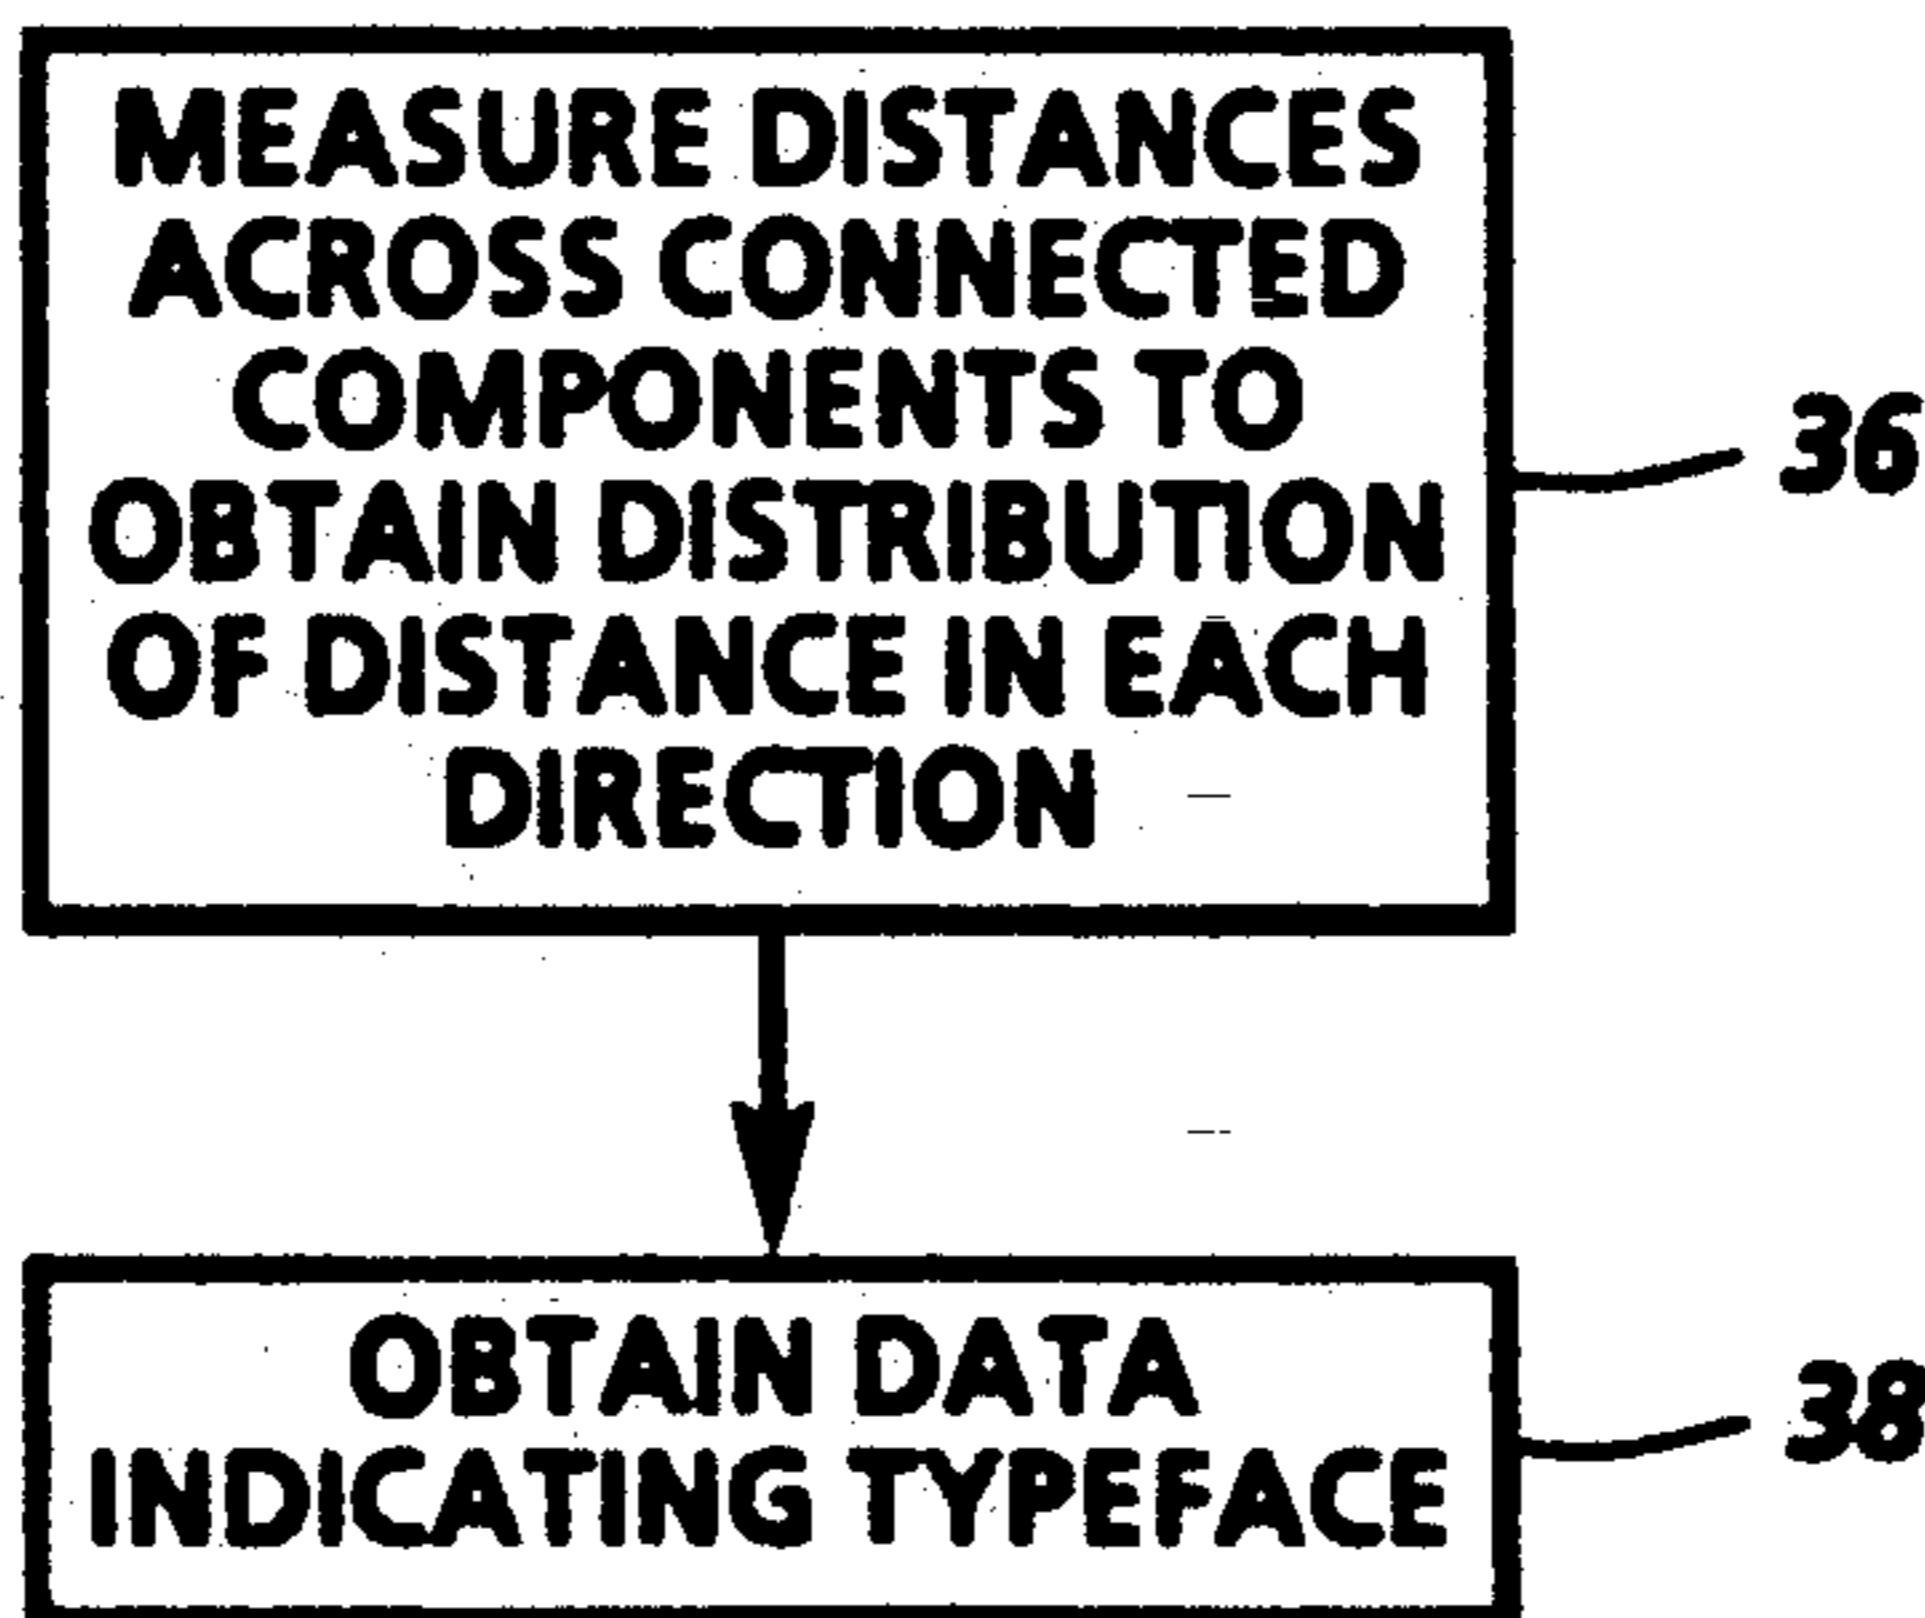 MEASURE DISTANCES
ACROSS CONNECTED
COMPONENTS TO
OBTAIN DISTRIBUTION
OF DISTANCE IN EACH
DIRECTION
36
OBTAIN DATA
INDICATING TYPEFACE
38